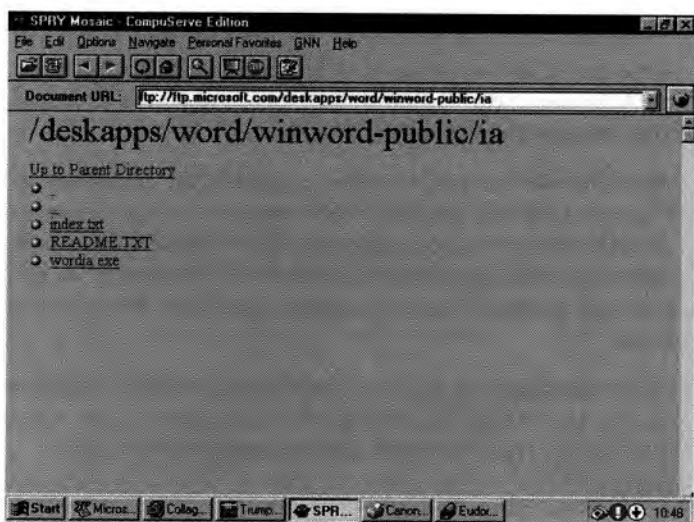 SPRY Mosaic - CompuServe Edition
File Edit Options Navigate Personal Favorites GNN Help
Document URL: ftp://ftp.microsoft.com/deskapps/word/winword-public/ia
/deskapps/word/winword-public/ia
Up to Parent Directory
.
..
index.txt
README.TXT
wordia.exe
Start Micros... Collag... Trump... SPR... Canon... Eudor... 10:48